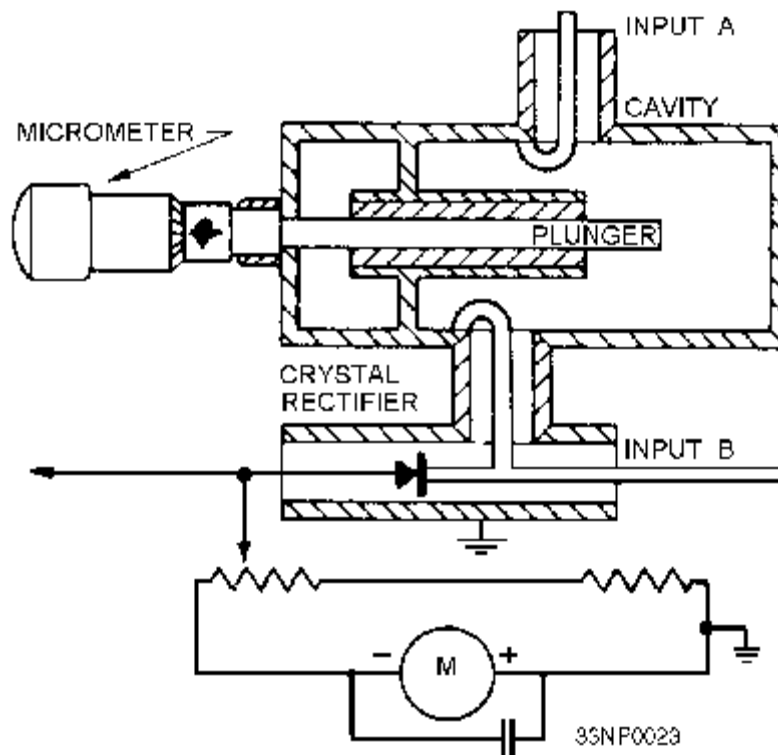 INPUT A
CAVITY
MICROMETER
PLUNGER
CRYSTAL
RECTIFIER
INPUT B
− M +
33NP0023